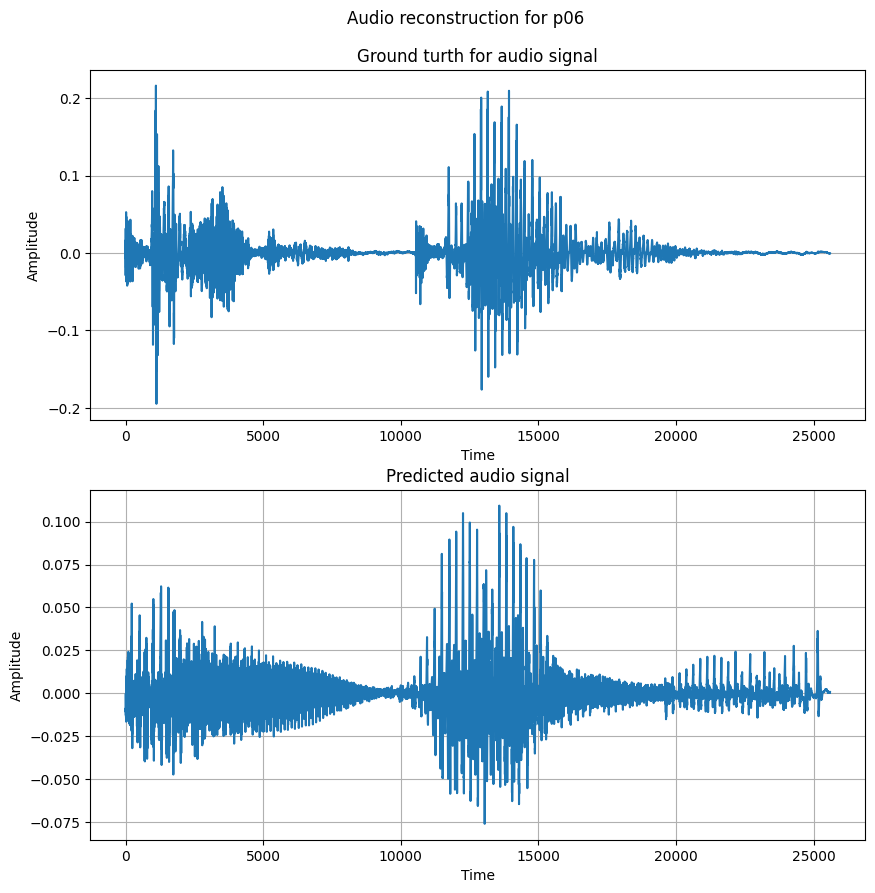 Audio reconstruction for p06
Ground turth for audio signal
0.2
0.1
0.0
−0.1
−0.2
Amplitude
0 5000 10000 15000 20000 25000
Time
Predicted audio signal
0.100
0.075
0.050
0.025
0.000
−0.025
−0.050
−0.075
Amplitude
0 5000 10000 15000 20000 25000
Time